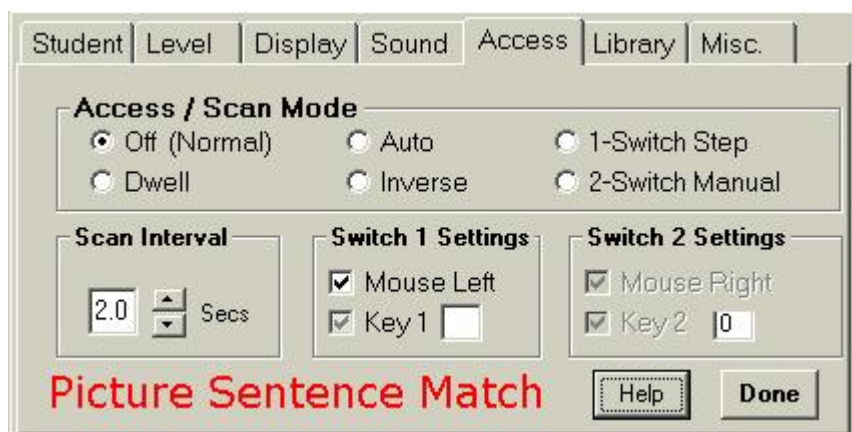 Student Level Display Sound Access Library Misc.
Access / Scan Mode
Off (Normal) Auto 1-Switch Step
Dwell Inverse 2-Switch Manual
Scan Interval Switch 1 Settings Switch 2 Settings
Mouse Left Mouse Right
2.0 Secs Key 1 Key 2 0
Picture Sentence Match Help Done